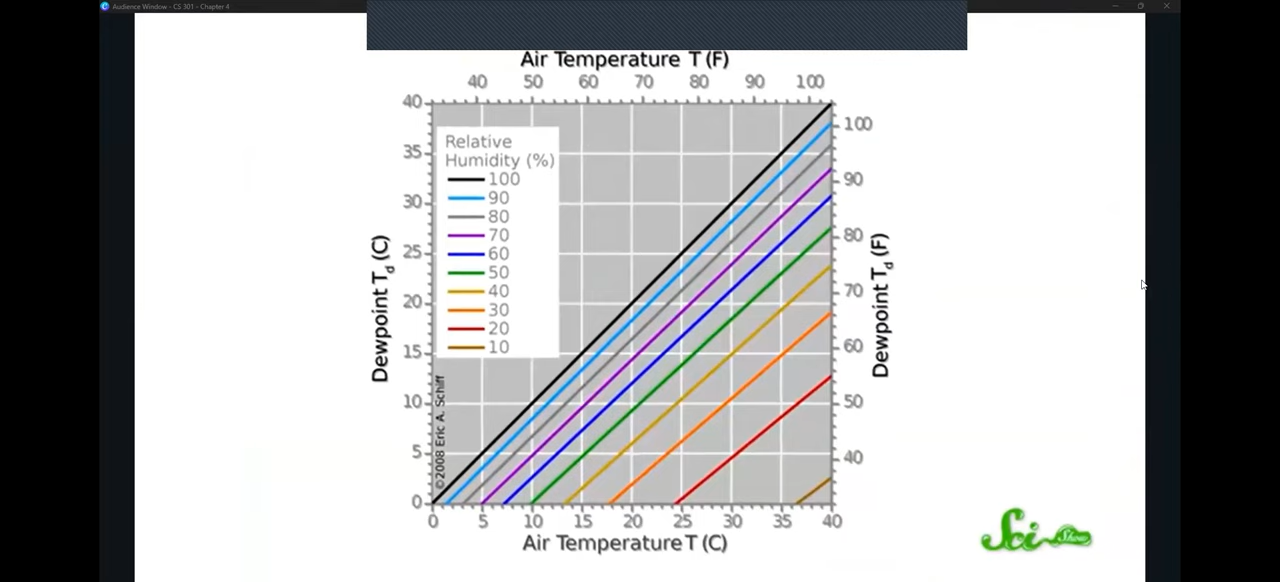 Audience Window - CS 301 - Chapter 4
Air Temperature T (F)
40 50 60 70 80 90 100
Relative
Humidity (%)
100
90
80
70
60
50
40
30
20
10
Dewpoint Td (C)
40
35
30
25
20
15
10
5
0
©2008 Eric A. Schiff
100
90
80
70
60
50
40
Dewpoint Td (F)
0 5 10 15 20 25 30 35 40
Air Temperature T (C)
Sci Show